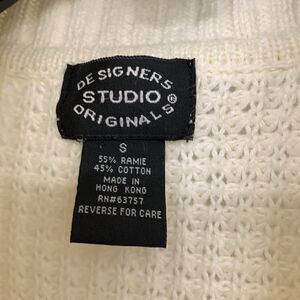 DESIGNERS
STUDIO ®
ORIGINALS
S
55% RAMIE
45% COTTON
MADE IN
HONG KONG
RN#63757
REVERSE FOR CARE